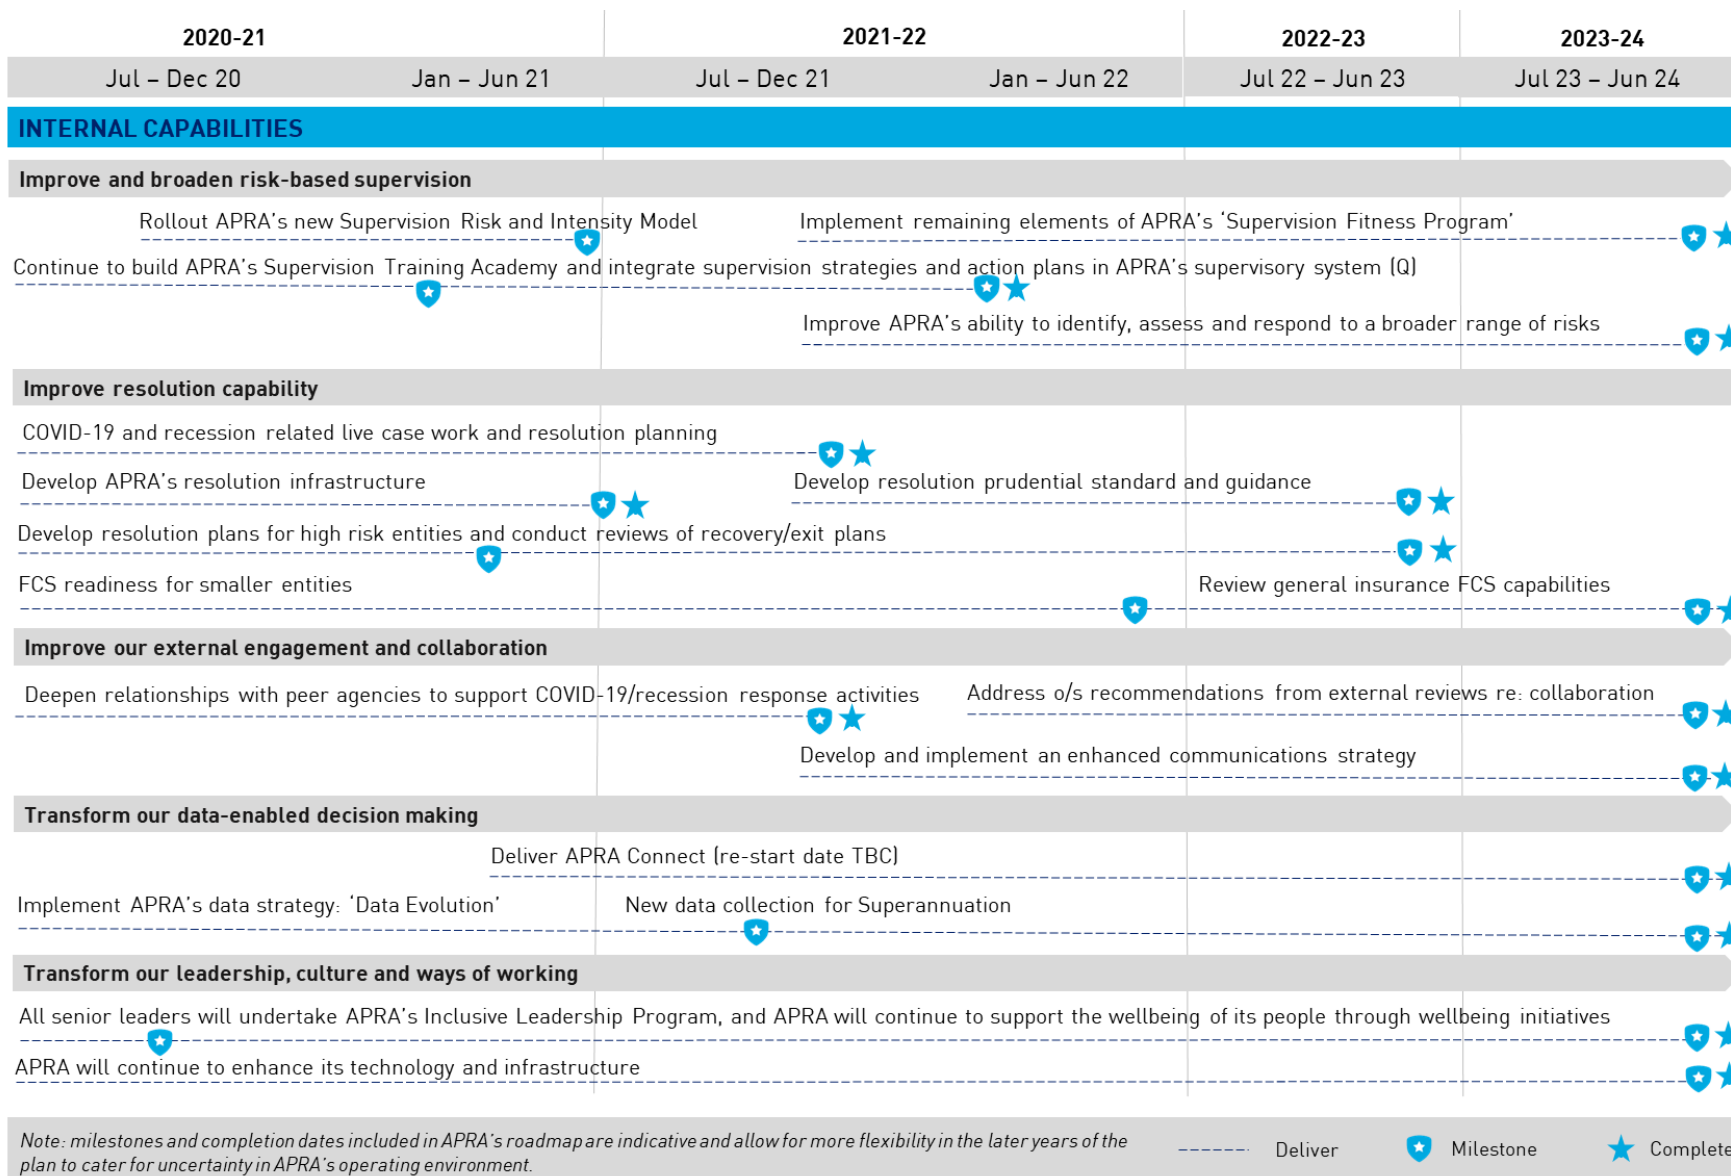 2020-21 2021-22 2022-23 2023-24
Jul – Dec 20 Jan – Jun 21 Jul – Dec 21 Jan – Jun 22 Jul 22 – Jun 23 Jul 23 – Jun 24
INTERNAL CAPABILITIES
Improve and broaden risk-based supervision
Rollout APRA's new Supervision Risk and Intensity Model
Implement remaining elements of APRA's ‘Supervision Fitness Program’
Continue to build APRA's Supervision Training Academy and integrate supervision strategies and action plans in APRA's supervisory system (Q)
Improve APRA's ability to identify, assess and respond to a broader range of risks
Improve resolution capability
COVID-19 and recession related live case work and resolution planning
Develop APRA's resolution infrastructure
Develop resolution prudential standard and guidance
Develop resolution plans for high risk entities and conduct reviews of recovery/exit plans
FCS readiness for smaller entities
Review general insurance FCS capabilities
Improve our external engagement and collaboration
Deepen relationships with peer agencies to support COVID-19/recession response activities
Address o/s recommendations from external reviews re: collaboration
Develop and implement an enhanced communications strategy
Transform our data-enabled decision making
Deliver APRA Connect (re-start date TBC)
Implement APRA's data strategy: ‘Data Evolution’
New data collection for Superannuation
Transform our leadership, culture and ways of working
All senior leaders will undertake APRA's Inclusive Leadership Program, and APRA will continue to support the wellbeing of its people through wellbeing initiatives
APRA will continue to enhance its technology and infrastructure
Note: milestones and completion dates included in APRA's roadmap are indicative and allow for more flexibility in the later years of the
plan to cater for uncertainty in APRA's operating environment.
Deliver
Milestone
Complete